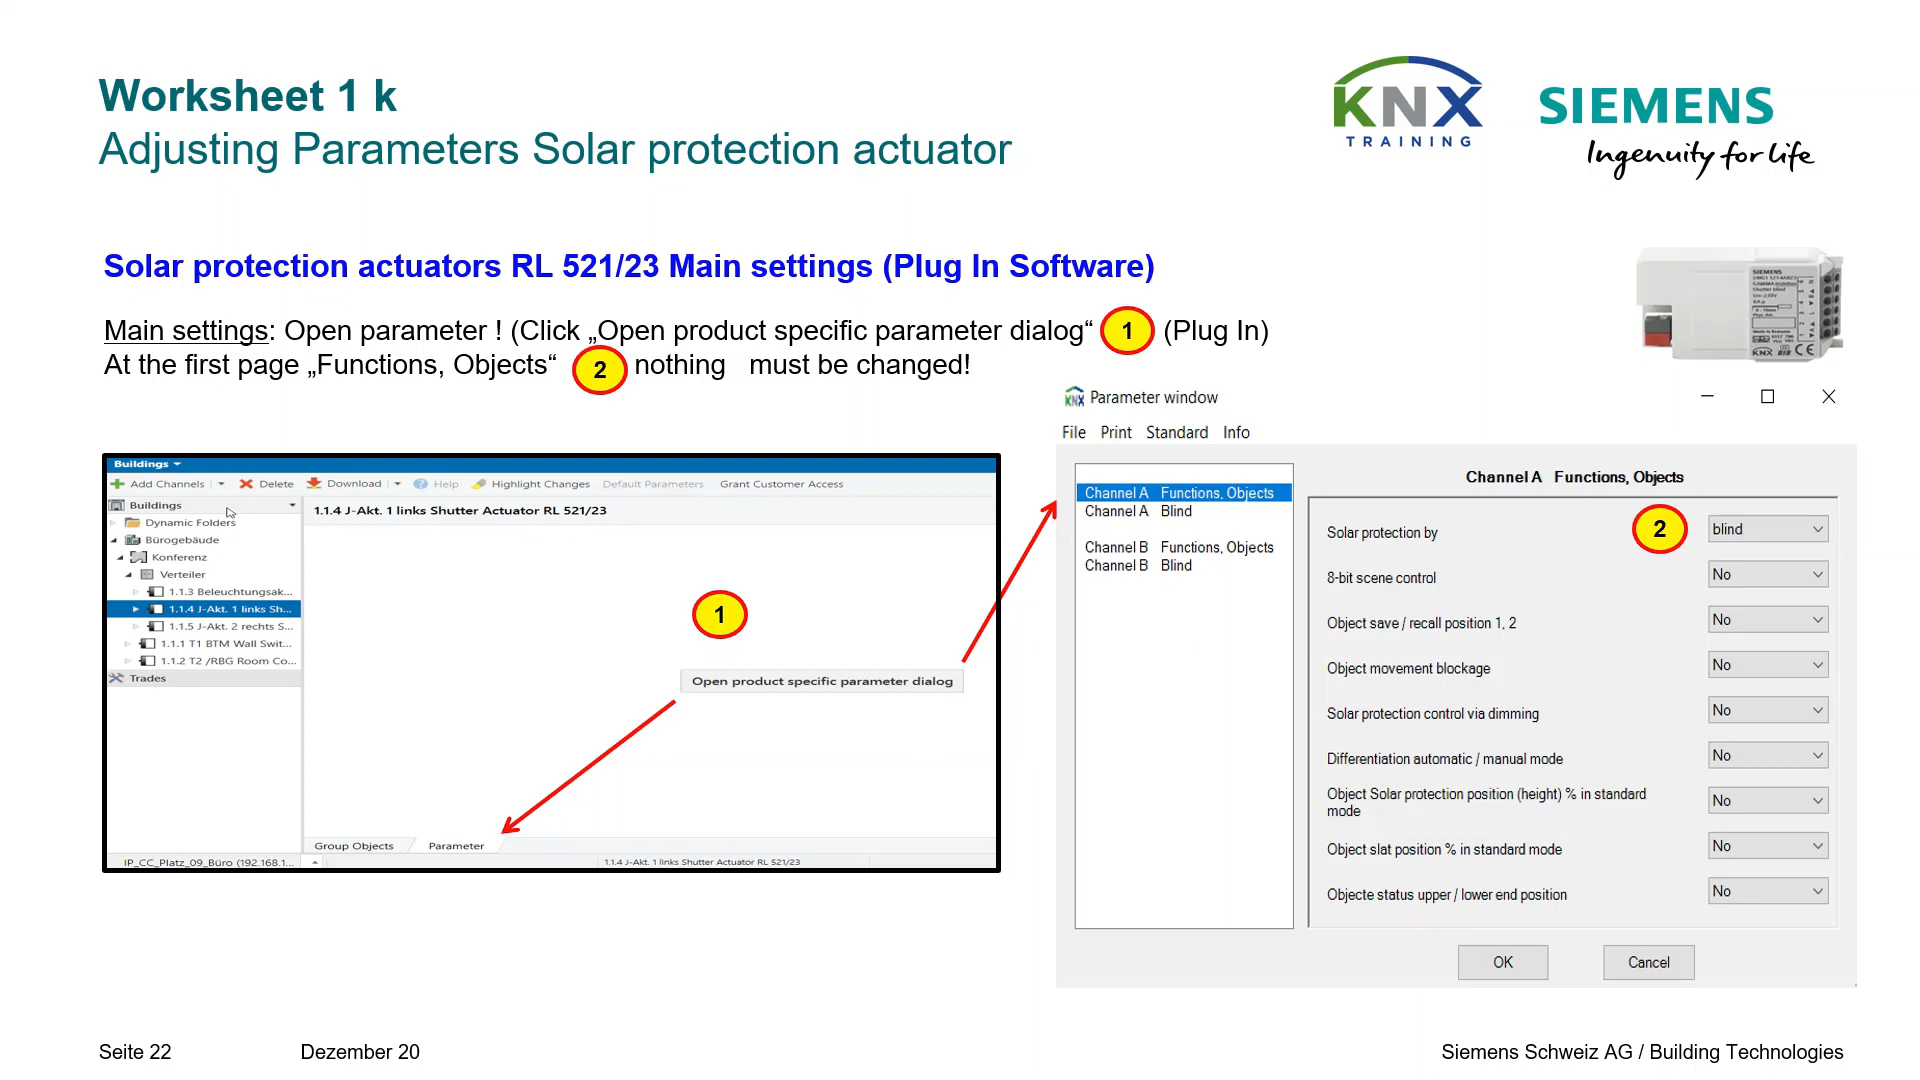 Worksheet 1 k
Adjusting Parameters Solar protection actuator
KNX
TRAINING
SIEMENS
Ingenuity for life
Solar protection actuators RL 521/23 Main settings (Plug In Software)
Main settings: Open parameter ! (Click „Open product specific parameter dialog“ 1 (Plug In)
At the first page „Functions, Objects“ 2 nothing must be changed!
SIEMENS
Buildings
Add Channels Delete Download Help Highlight Changes Default Parameters Grant Customer Access
Buildings
Dynamic Folders
Bürogebäude
Konferenz
Verteiler
1.1.3 Beleuchtungsak...
1.1.4 J-Akt. 1 links Sh...
1.1.5 J-Akt. 2 rechts S...
1.1.1 T1 BTM Wall Swit...
1.1.2 T2 /RBG Room Co...
Trades
1.1.4 J-Akt. 1 links Shutter Actuator RL 521/23
1
Open product specific parameter dialog
Group Objects Parameter
IP_CC_Platz_09_Büro (192.168.1... 1.1.4 J-Akt. 1 links Shutter Actuator RL 521/23
KNX Parameter window
File Print Standard Info
Channel A Functions, Objects
Channel A Blind
Channel B Functions, Objects
Channel B Blind
Channel A Functions, Objects
Solar protection by 2 blind
8-bit scene control No
Object save / recall position 1, 2 No
Object movement blockage No
Solar protection control via dimming No
Differentiation automatic / manual mode No
Object Solar protection position (height) % in standard
mode No
Object slat position % in standard mode No
Objecte status upper / lower end position No
OK Cancel
Seite 22 Dezember 20 Siemens Schweiz AG / Building Technologies